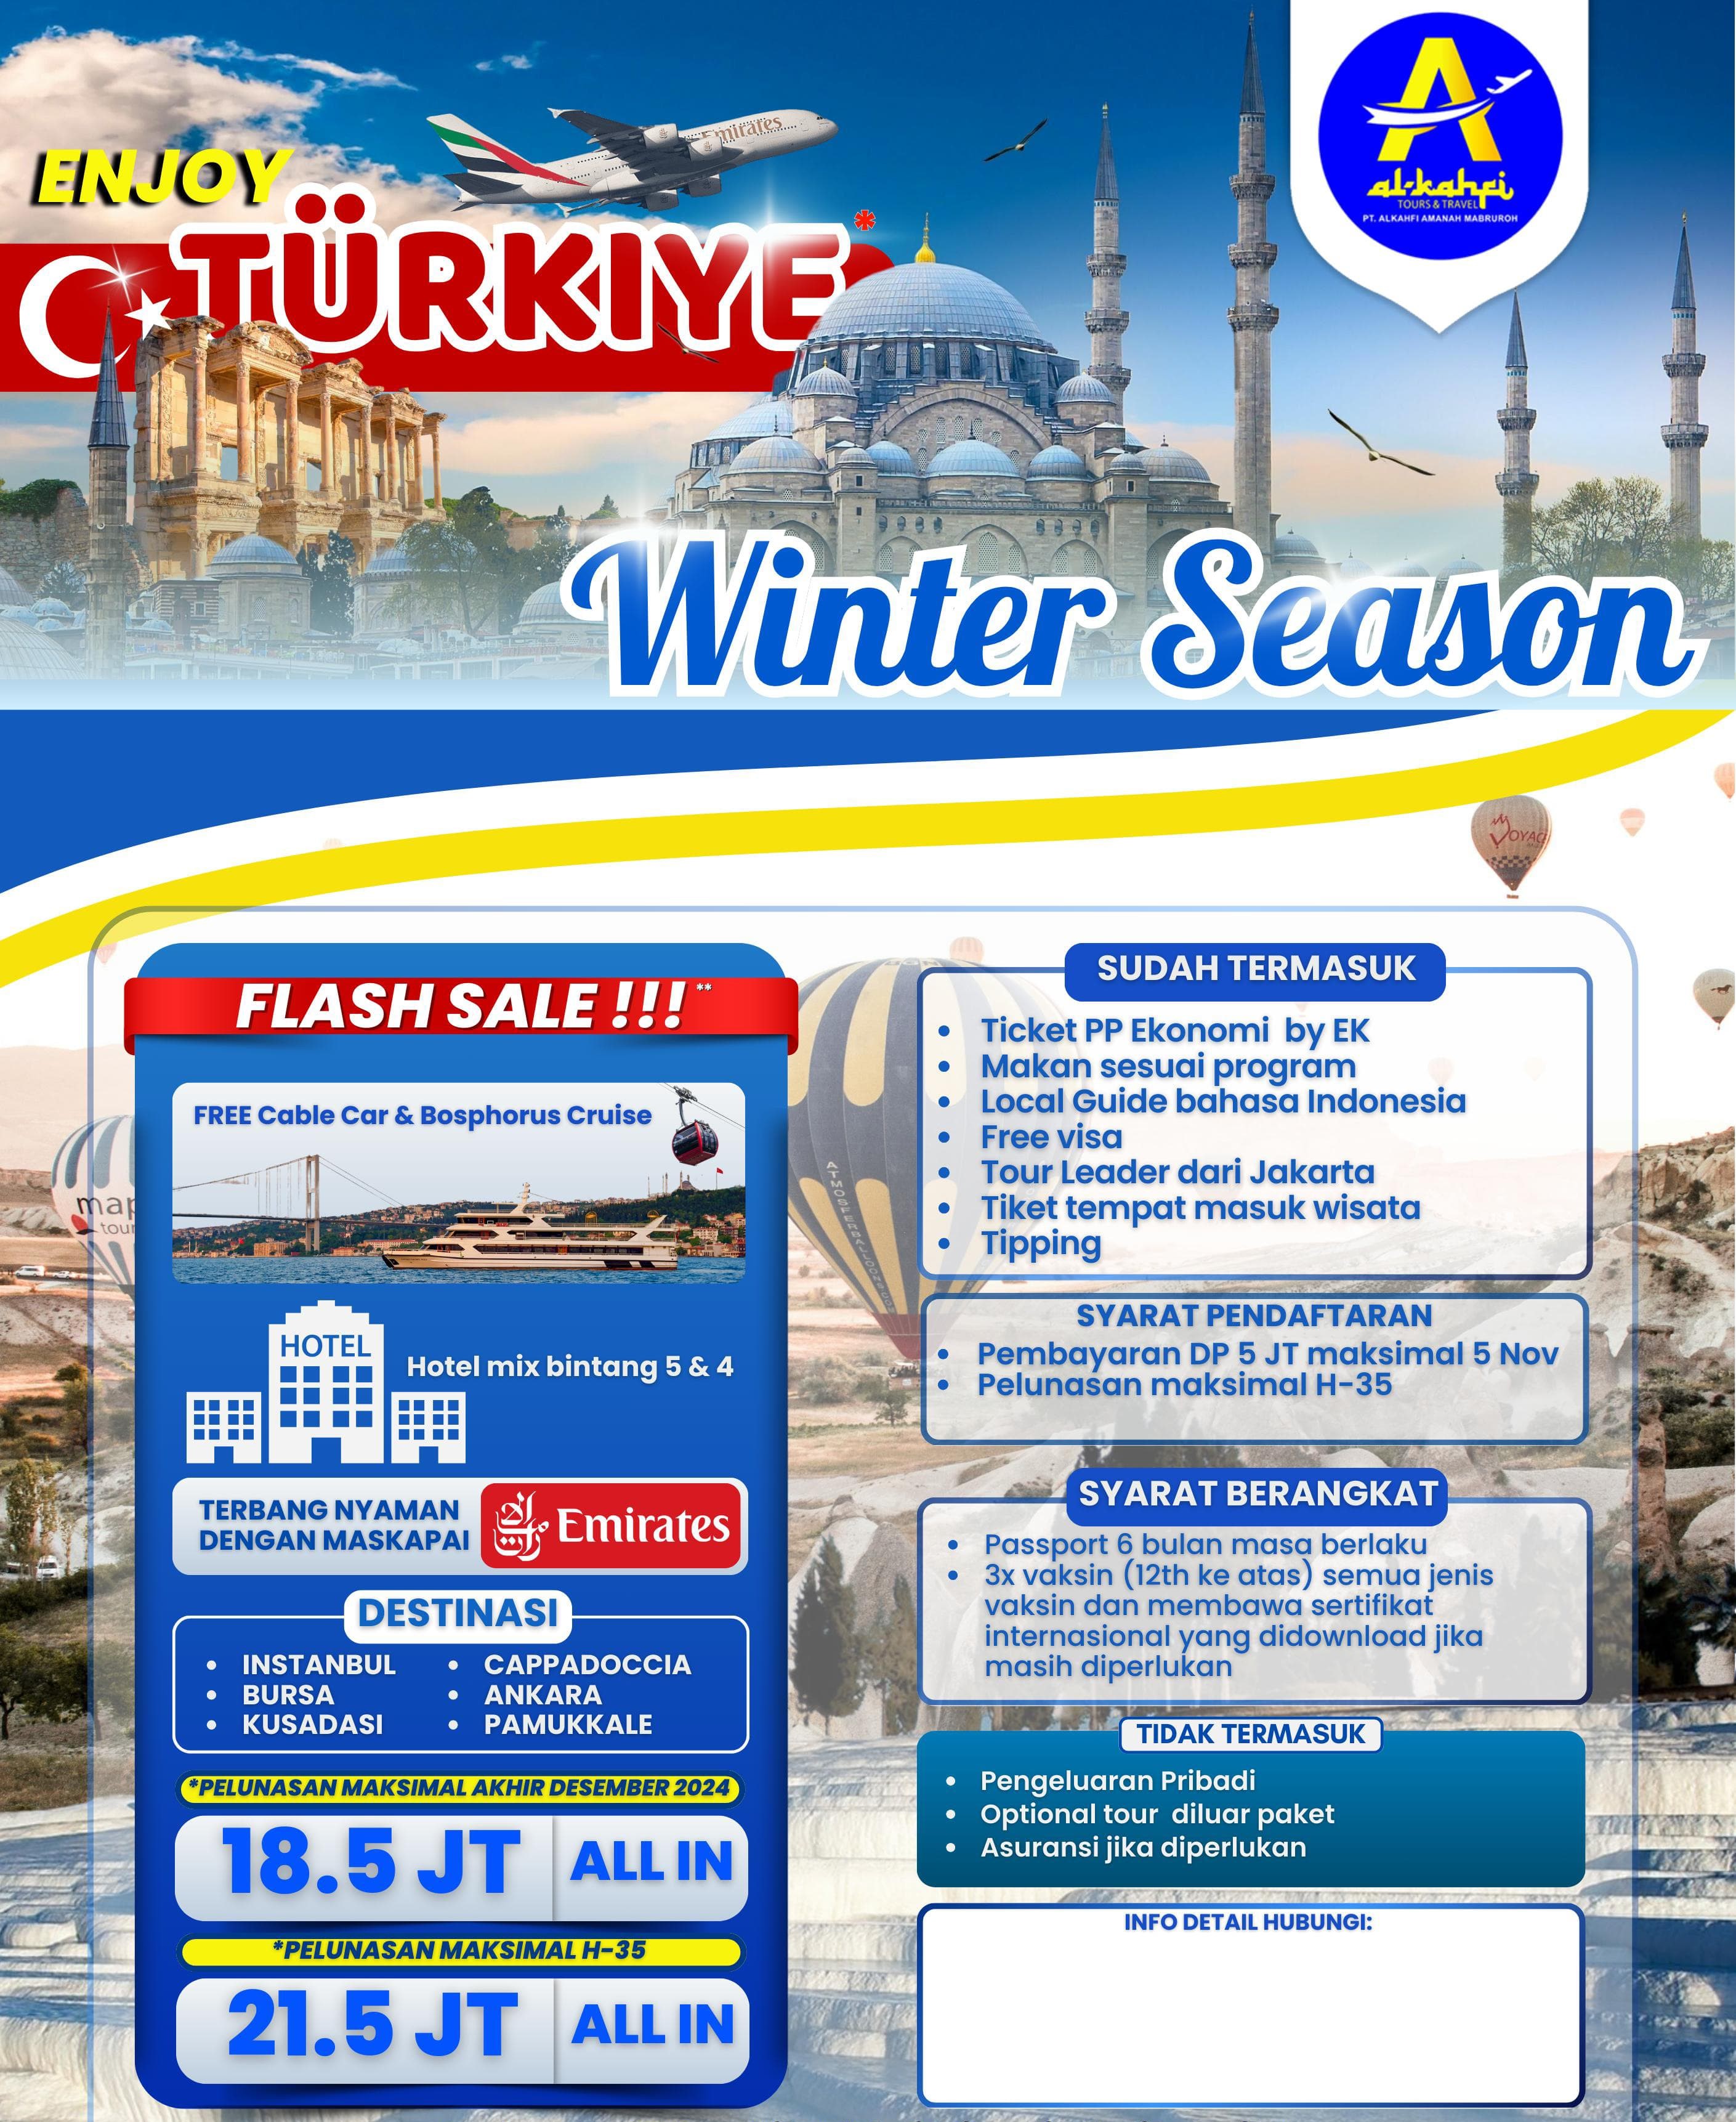 ENJOY
TÜRKIYE*
Emirates
A
al-kahfi
TOURS & TRAVEL
PT. ALKAHFI AMANAH MABRUROH
Winter Season
VOYAG
FLASH SALE !!!**
FREE Cable Car & Bosphorus Cruise
HOTEL
Hotel mix bintang 5 & 4
TERBANG NYAMAN
DENGAN MASKAPAI
Emirates
DESTINASI
• INSTANBUL
• BURSA
• KUSADASI
• CAPPADOCCIA
• ANKARA
• PAMUKKALE
*PELUNASAN MAKSIMAL AKHIR DESEMBER 2024
18.5 JT ALL IN
*PELUNASAN MAKSIMAL H-35
21.5 JT ALL IN
map
tour
ATMOSFERBALLOONS.CO
SUDAH TERMASUK
• Ticket PP Ekonomi by EK
• Makan sesuai program
• Local Guide bahasa Indonesia
• Free visa
• Tour Leader dari Jakarta
• Tiket tempat masuk wisata
• Tipping
SYARAT PENDAFTARAN
• Pembayaran DP 5 JT maksimal 5 Nov
• Pelunasan maksimal H-35
SYARAT BERANGKAT
• Passport 6 bulan masa berlaku
• 3x vaksin (12th ke atas) semua jenis
vaksin dan membawa sertifikat
internasional yang didownload jika
masih diperlukan
TIDAK TERMASUK
• Pengeluaran Pribadi
• Optional tour diluar paket
• Asuransi jika diperlukan
INFO DETAIL HUBUNGI: